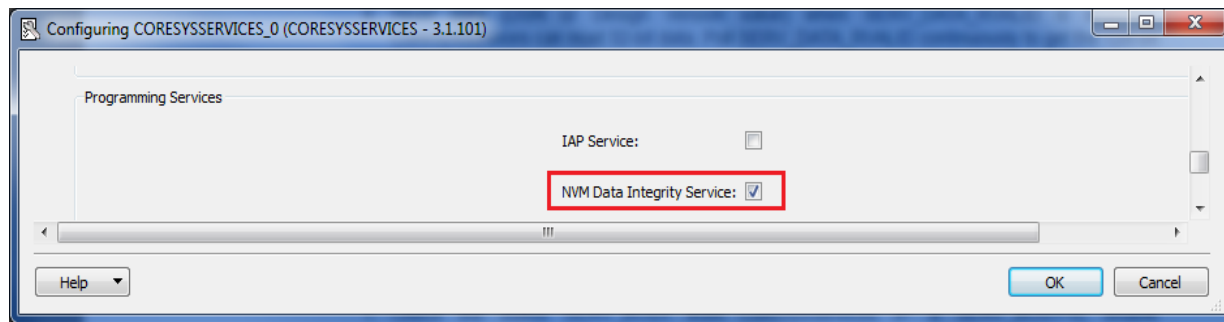 Configuring CORESYSSERVICES_0 (CORESYSSERVICES - 3.1.101)
Programming Services
IAP Service:
NVM Data Integrity Service:
Help
OK
Cancel